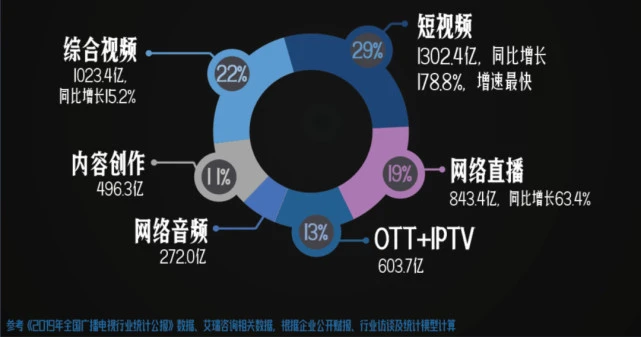 短视频
1302.4亿，同比增长
178.8%，增速最快
29%
综合视频
1023.4亿，
同比增长15.2%
22%
内容创作
496.3亿
11%
19%
网络直播
843.4亿，同比增长63.4%
网络音频
272.0亿
13%
OTT+IPTV
603.7亿
参考《2019年全国广播电视行业统计公报》数据、艾瑞咨询相关数据、根据企业公开财报、行业访谈及统计模型计算